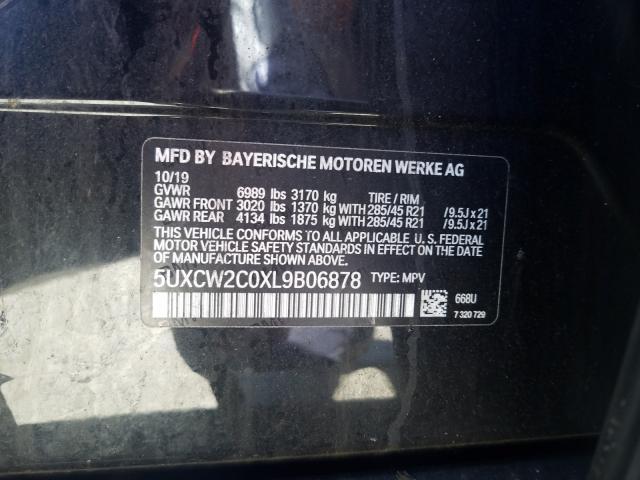 MFD BY BAYERISCHE MOTOREN WERKE AG
10/19
GVWR 6989 lbs 3170 kg TIRE / RIM
GAWR FRONT 3020 lbs 1370 kg WITH 285/45 R21 /9.5J x 21
GAWR REAR 4134 lbs 1875 kg WITH 285/45 R21 /9.5J x 21
THIS VEHICLE CONFORMS TO ALL APPLICABLE U. S. FEDERAL
MOTOR VEHICLE SAFETY STANDARDS IN EFFECT ON THE
DATE OF MANUFACTURE SHOWN ABOVE.
5UXCW2C0XL9B06878 TYPE: MPV
668U
7 320 729